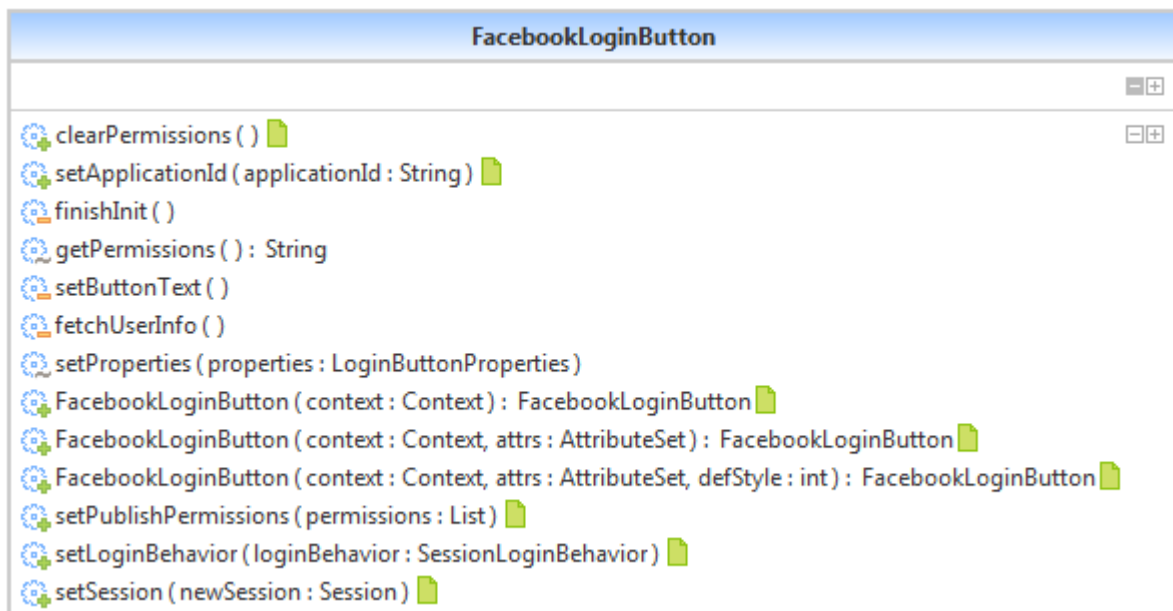 FacebookLoginButton
clearPermissions ( )
setApplicationId ( applicationId : String )
finishInit ( )
getPermissions ( ) : String
setButtonText ( )
fetchUserInfo ( )
setProperties ( properties : LoginButtonProperties )
FacebookLoginButton ( context : Context ) : FacebookLoginButton
FacebookLoginButton ( context : Context, attrs : AttributeSet ) : FacebookLoginButton
FacebookLoginButton ( context : Context, attrs : AttributeSet, defStyle : int ) : FacebookLoginButton
setPublishPermissions ( permissions : List )
setLoginBehavior ( loginBehavior : SessionLoginBehavior )
setSession ( newSession : Session )